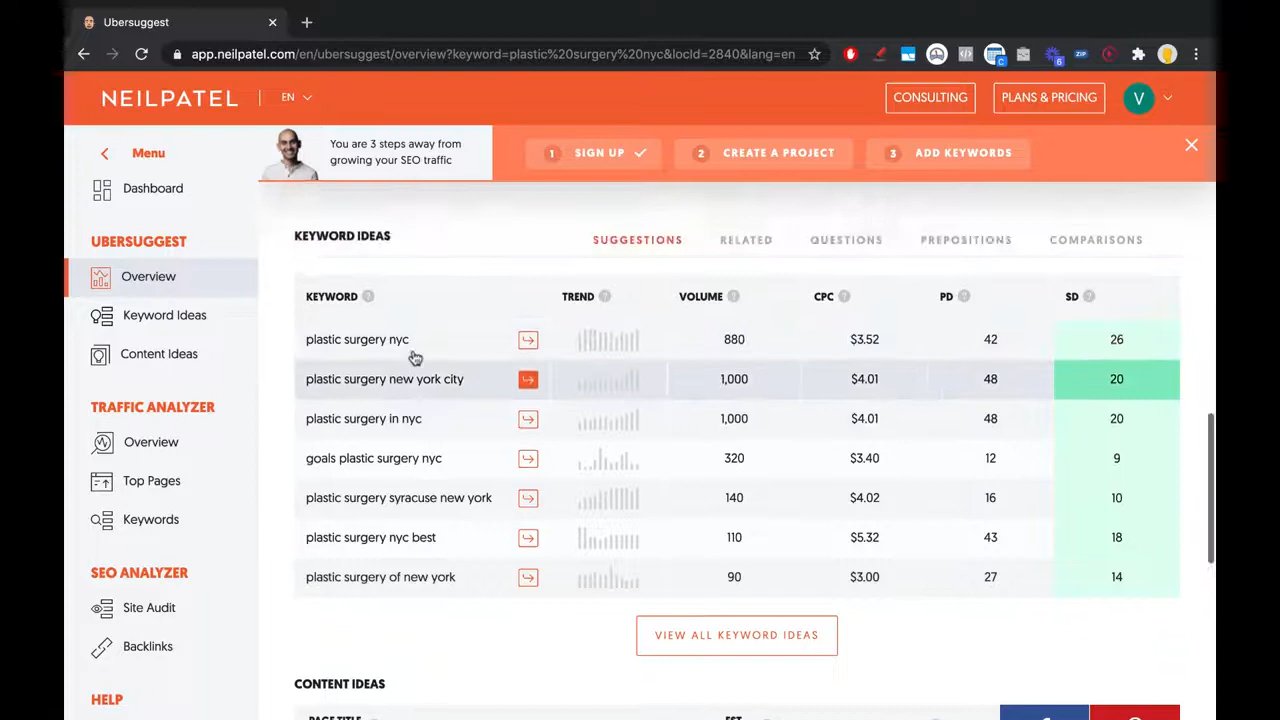 Ubersuggest
app.neilpatel.com/en/ubersuggest/overview?keyword=plastic%20surgery%20nyc&locId=2840&lang=en
C
6
ZIP
NEILPATEL
EN
CONSULTING
PLANS & PRICING
V
Menu
You are 3 steps away from
growing your SEO traffic
1 SIGN UP
2 CREATE A PROJECT
3 ADD KEYWORDS
Dashboard
UBERSUGGEST
Overview
Keyword Ideas
Content Ideas
TRAFFIC ANALYZER
Overview
Top Pages
Keywords
SEO ANALYZER
Site Audit
Backlinks
HELP
KEYWORD IDEAS
SUGGESTIONS RELATED QUESTIONS PREPOSITIONS COMPARISONS
KEYWORD ? TREND ? VOLUME ? CPC ? PD ? SD ?
plastic surgery nyc 880 $3.52 42 26
plastic surgery new york city 1,000 $4.01 48 20
plastic surgery in nyc 1,000 $4.01 48 20
goals plastic surgery nyc 320 $3.40 12 9
plastic surgery syracuse new york 140 $4.02 16 10
plastic surgery nyc best 110 $5.32 43 18
plastic surgery of new york 90 $3.00 27 14
VIEW ALL KEYWORD IDEAS
CONTENT IDEAS
PAGE TITLE EST